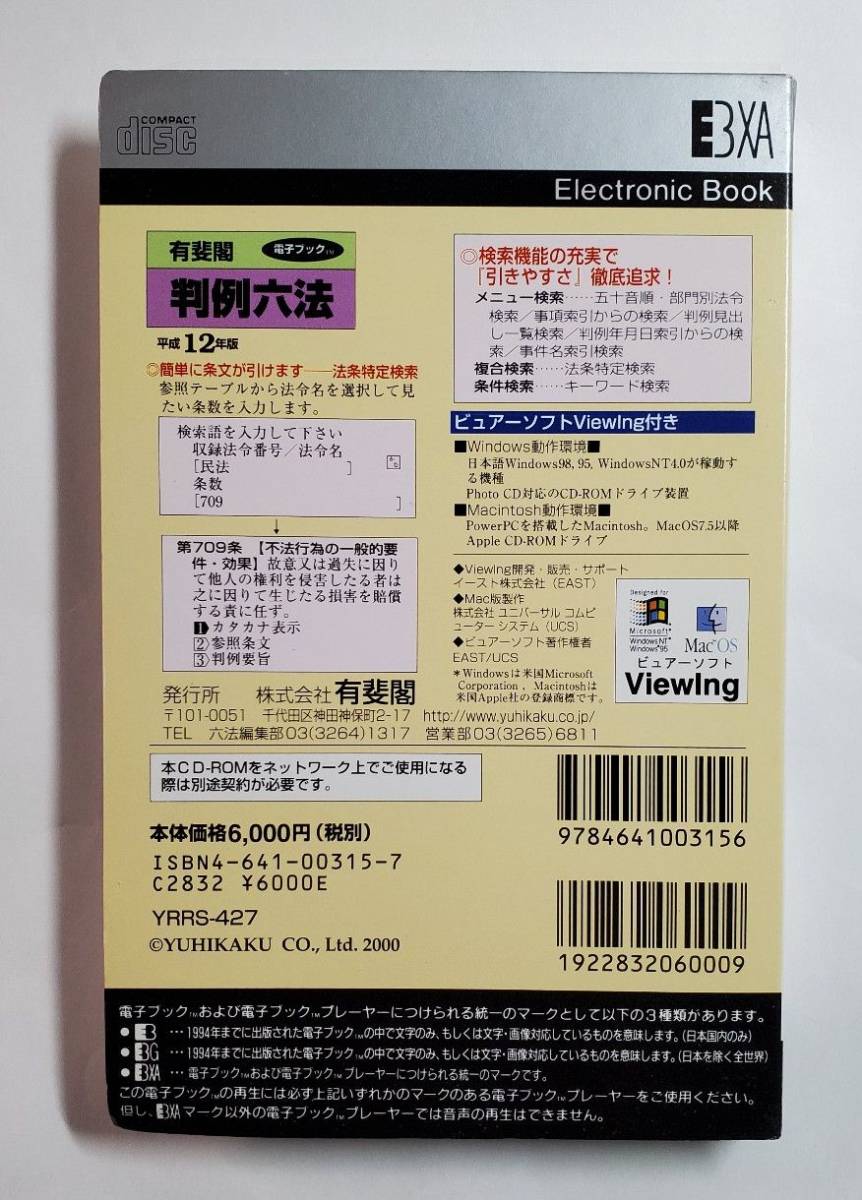 COMPACT
disc
EBXA
Electronic Book
有斐閣 電子ブック™
判例六法
平成12年版
◎簡単に条文が引けます――法条特定検索
参照テーブルから法令名を選択して見
たい条数を入力します。
検索語を入力して下さい
収録法令番号／法令名
[民法 ]
条数
[709 ]
↓
第709条 【不法行為の一般的要
件・効果】故意又は過失に因り
て他人の権利を侵害したる者は
之に因りて生じたる損害を賠償
する責に任ず。
1 カタカナ表示
2 参照条文
3 判例要旨
◎検索機能の充実で
『引きやすさ』徹底追求！
メニュー検索……五十音順・部門別法令
検索／事項索引からの検索／判例見出
し一覧検索／判例年月日索引からの検
索／事件名索引検索
複合検索……法条特定検索
条件検索……キーワード検索
ビュアーソフトViewIng付き
■Windows動作環境■
日本語Windows98, 95, WindowsNT4.0が稼動す
る機種
Photo CD対応のCD-ROMドライブ装置
■Macintosh動作環境■
PowerPCを搭載したMacintosh。MacOS7.5以降
Apple CD-ROMドライブ
◆ViewIng開発・販売・サポート
イースト株式会社（EAST）
◆Mac版製作
株式会社 ユニバーサル コムピ
ューター システム（UCS）
◆ビュアーソフト著作権者
EAST/UCS
＊Windowsは米国Microsoft
Corporation，Macintoshは
米国Apple社の登録商標です。
Designed for
Microsoft®
Windows NT®
Windows®95
Mac OS
ビュアーソフト
ViewIng
発行所 株式会社 有斐閣
〒101-0051 千代田区神田神保町2-17 http://www.yuhikaku.co.jp/
TEL 六法編集部03(3264)1317 営業部03(3265)6811
本CD-ROMをネットワーク上でご使用になる
際は別途契約が必要です。
本体価格6,000円（税別）
ISBN4-641-00315-7
C2832 ¥6000E
YRRS-427
©YUHIKAKU CO., Ltd. 2000
9784641003156
1922832060009
電子ブック™および電子ブック™プレーヤーにつけられる統一のマークとして以下の3種類があります。
●EB …1994年までに出版された電子ブック™の中で文字のみ、もしくは文字・画像対応しているものを意味します。（日本国内のみ）
●EBG …1994年までに出版された電子ブック™の中で文字のみ、もしくは文字・画像対応しているものを意味します。（日本を除く全世界）
●EBXA …電子ブック™および電子ブック™プレーヤーにつけられる統一のマークです。
この電子ブック™の再生には必ず上記いずれかのマークのある電子ブック™プレーヤーをご使用ください。
但し、EBXAマーク以外の電子ブック™プレーヤーでは音声の再生はできません。